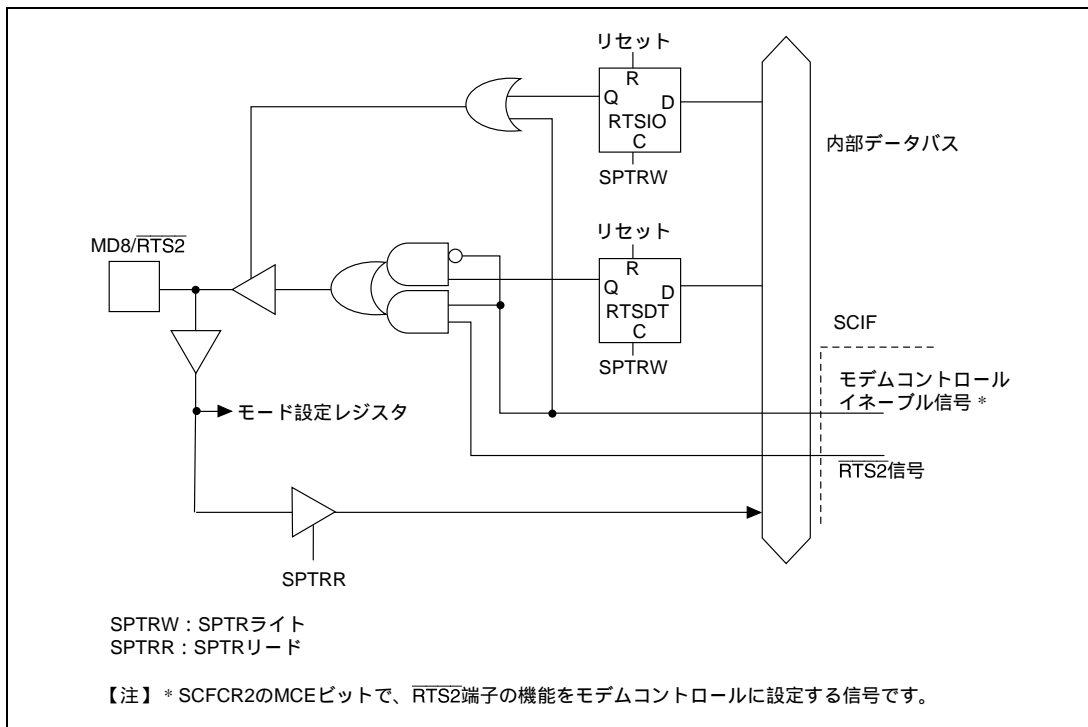 リセット
R
Q
D
RTSIO
C
SPTRW
内部データバス
MD8/RTS2
リセット
R
Q
D
RTSDT
C
SPTRW
SCIF
モデムコントロール
イネーブル信号 *
モード設定レジスタ
RTS2信号
SPTRR
SPTRW : SPTRライト
SPTRR : SPTRリード
【注】 * SCFCR2のMCEビットで、RTS2端子の機能をモデムコントロールに設定する信号です。